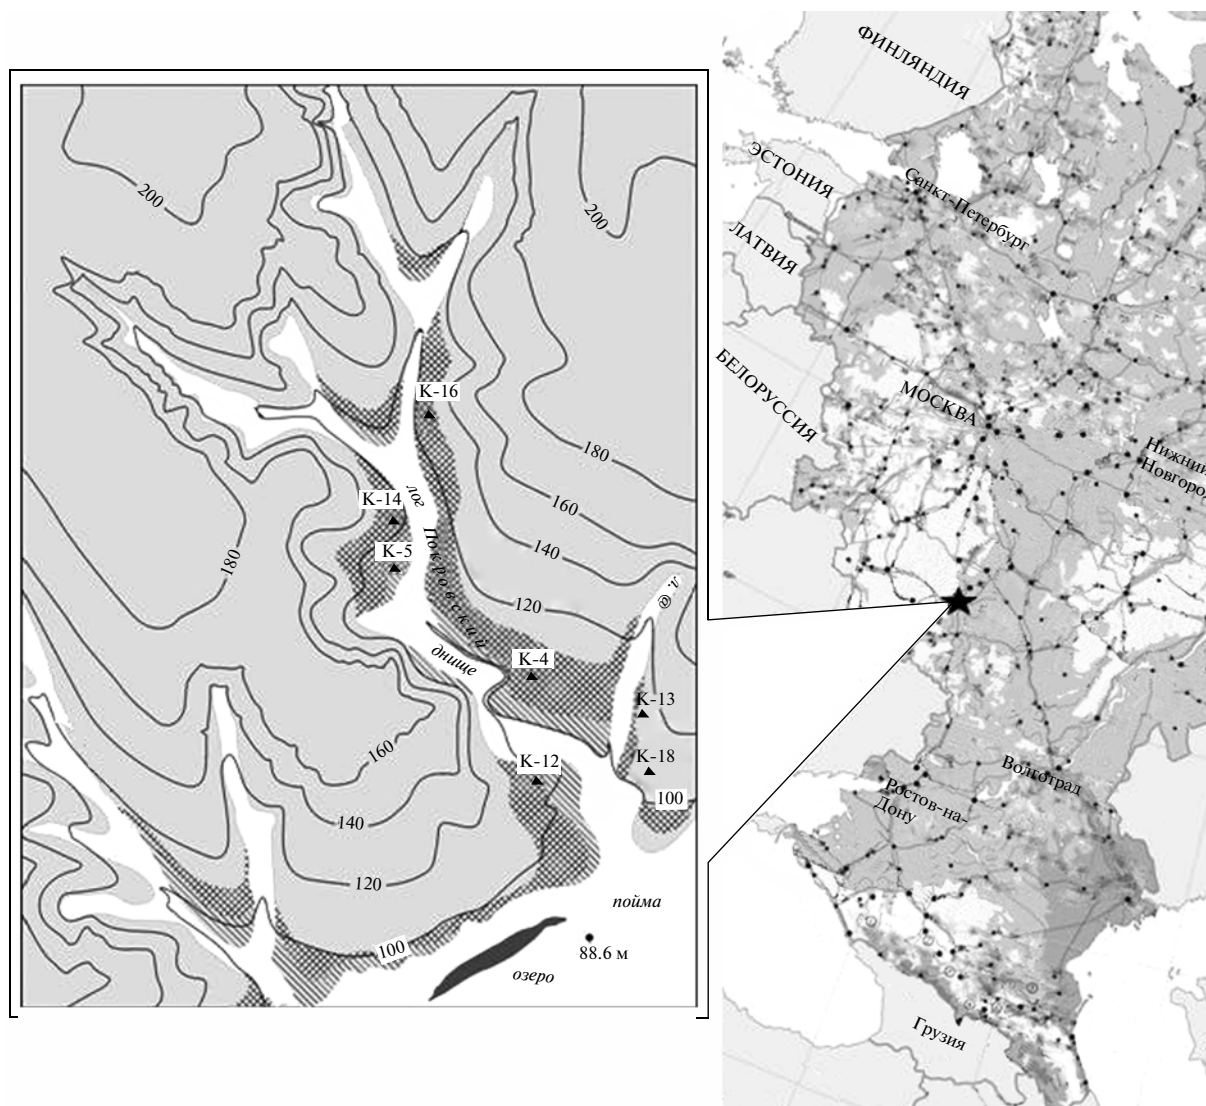 200
200
К-16
180
160
К-14
лог
К-5
Покровский
140
180
120
л. @
днище
К-4
К-13
К-12
К-18
160
100
140
120
пойма
100
88.6 м
озеро
ФИНЛЯНДИЯ
ЭСТОНИЯ
Санкт-Петербург
ЛАТВИЯ
БЕЛОРУССИЯ
МОСКВА
Нижний
Новгород
Волгоград
Ростов-на-
Дону
Грузия